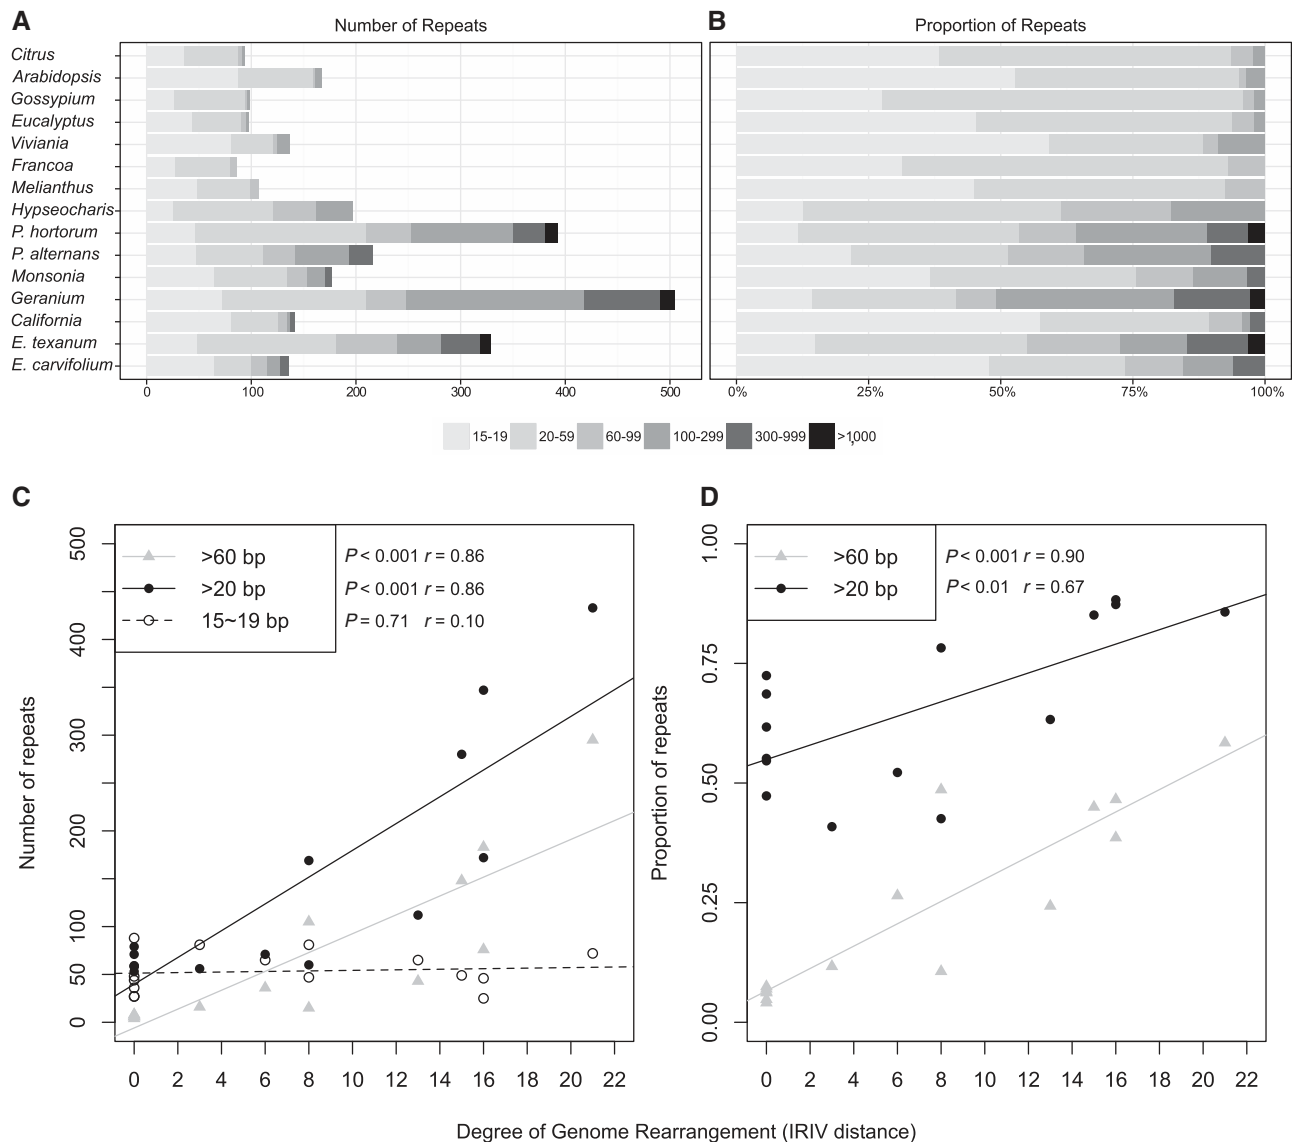 A
Number of Repeats
B
Proportion of Repeats
Citrus
Arabidopsis
Gossypium
Eucalyptus
Viviania
Francoa
Melianthus
Hypseocharis
P. hortorum
P. alternans
Monsonia
Geranium
California
E. texanum
E. carvifolium
0 100 200 300 400 500
0% 25% 50% 75% 100%
15-19 20-59 60-99 100-299 300-999 >1,000
C
>60 bp P < 0.001 r = 0.86
>20 bp P < 0.001 r = 0.86
15~19 bp P = 0.71 r = 0.10
Number of repeats
500
400
300
200
100
50
0
0 2 4 6 8 10 12 14 16 18 20 22
D
>60 bp P < 0.001 r = 0.90
>20 bp P < 0.01 r = 0.67
Proportion of repeats
1.00
0.75
0.50
0.25
0.00
0 2 4 6 8 10 12 14 16 18 20 22
Degree of Genome Rearrangement (IRIV distance)